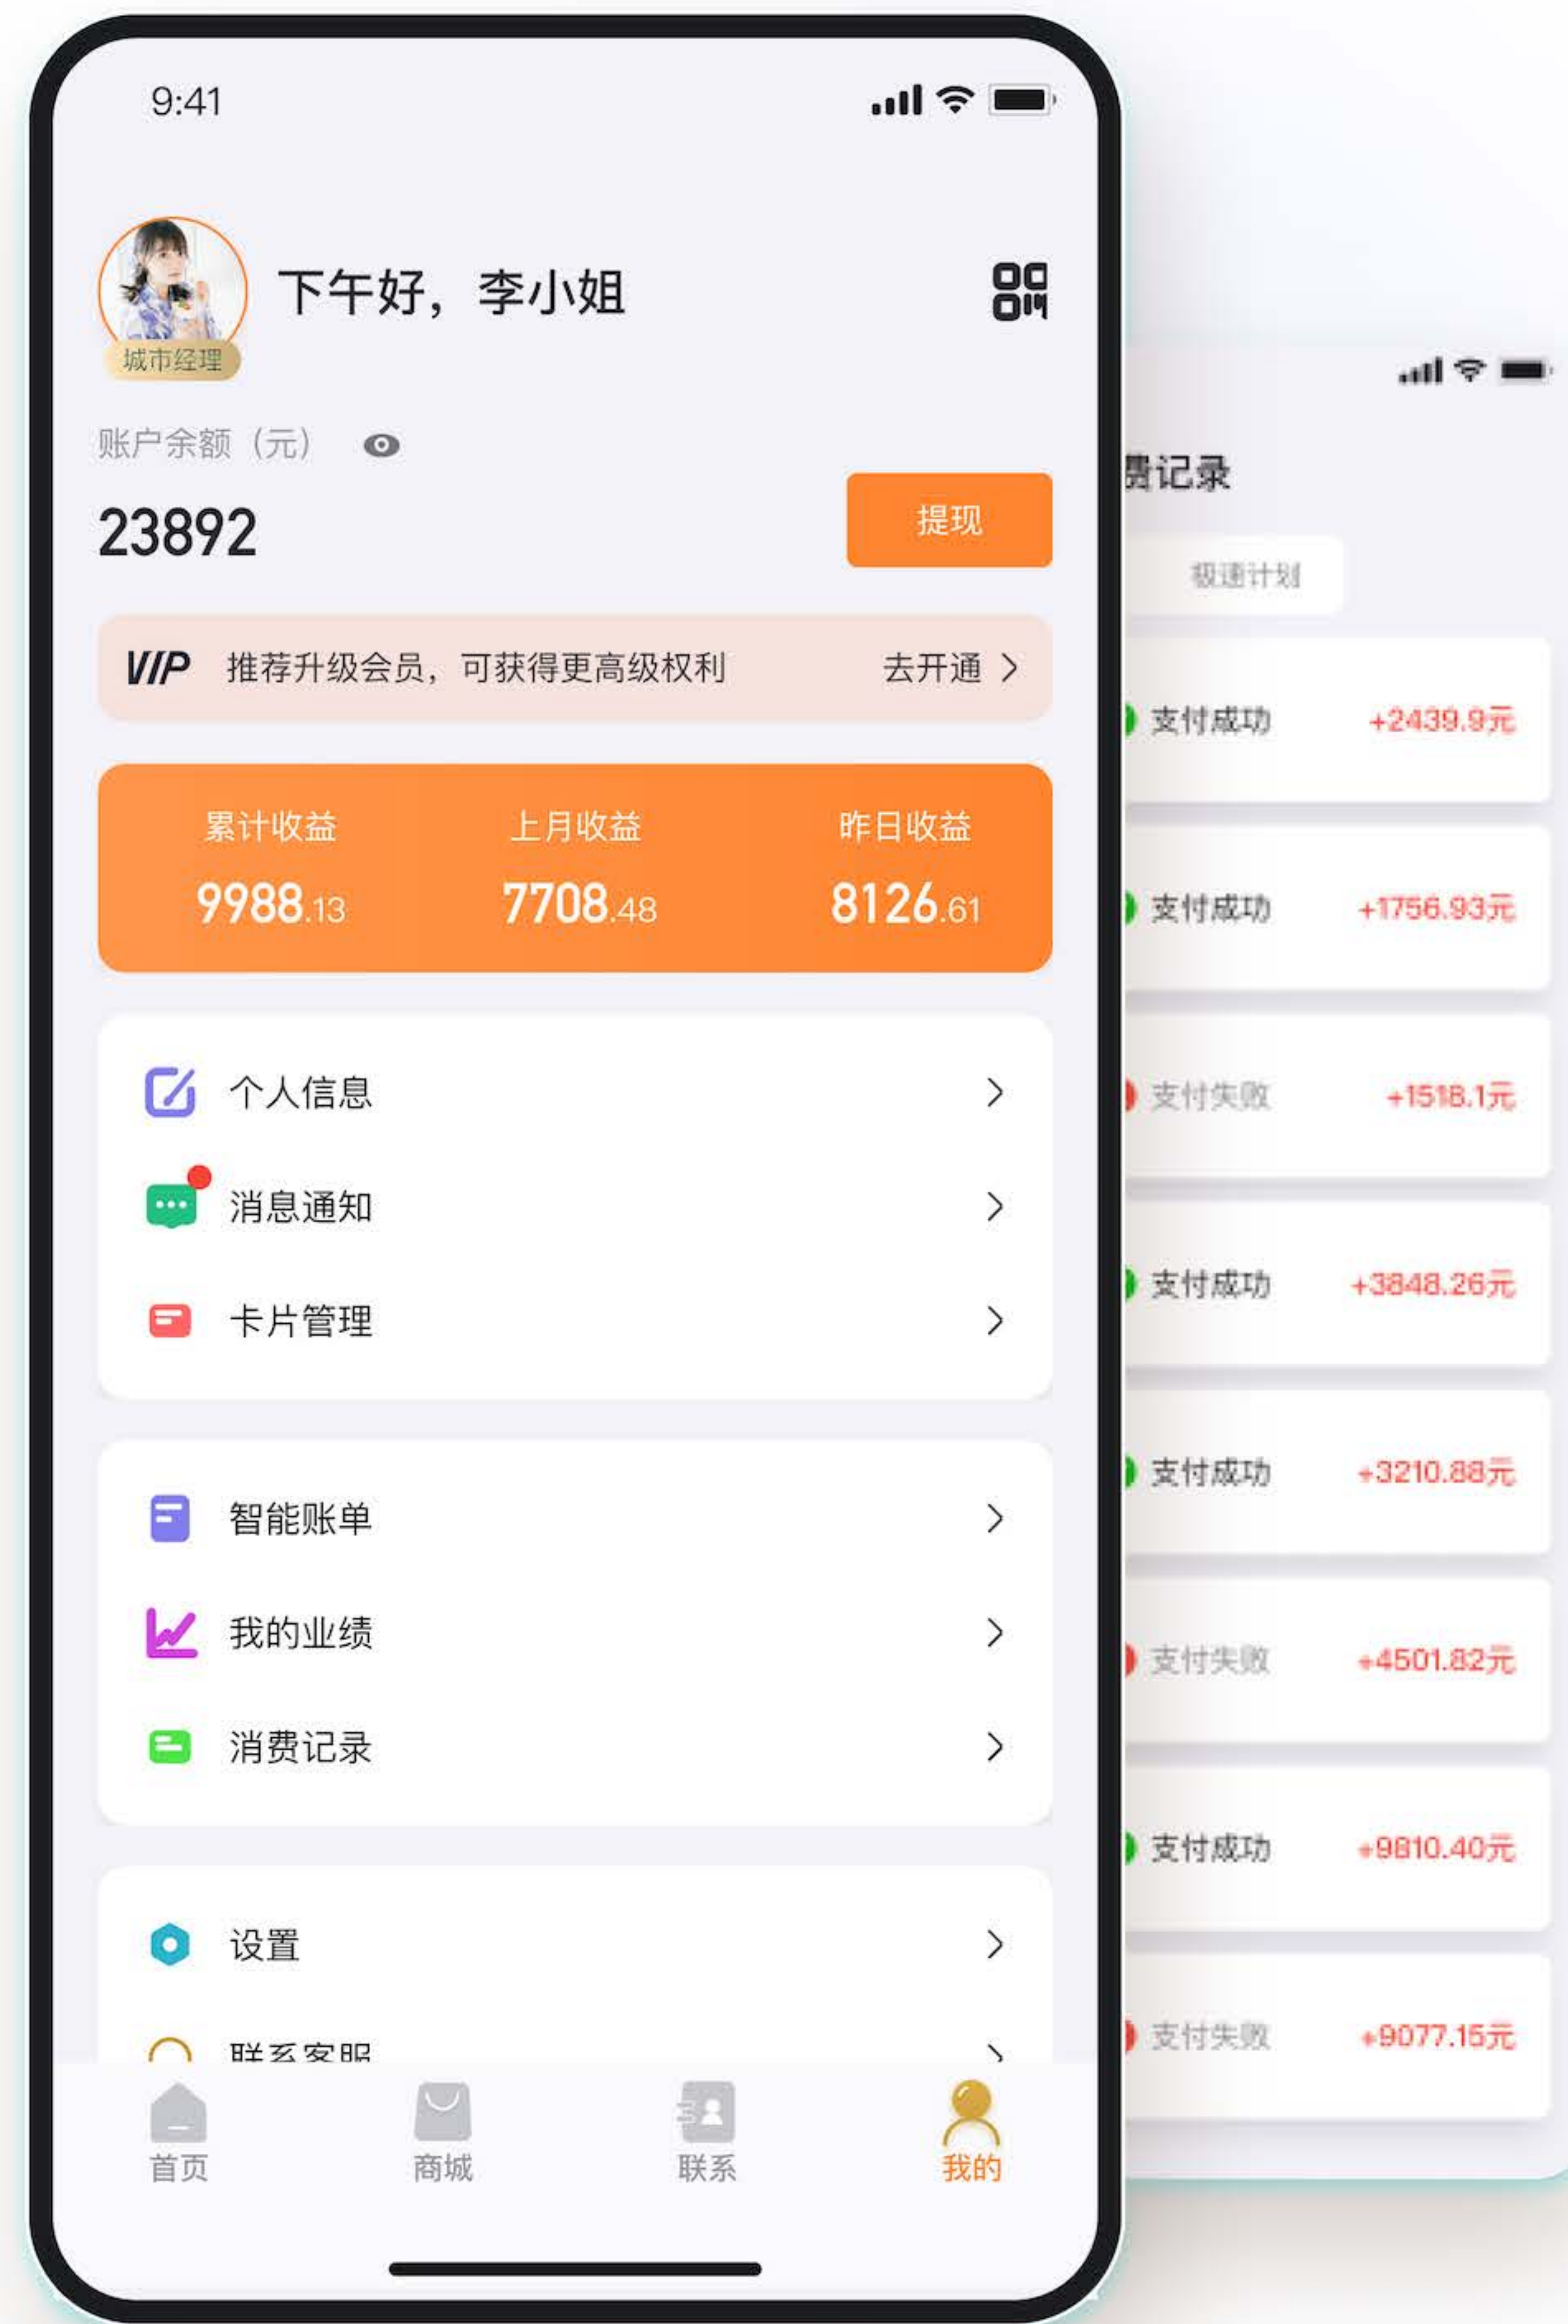 9:41
下午好，李小姐
城市经理
账户余额（元）
23892
提现
VIP 推荐升级会员，可获得更高级权利 去开通
累计收益 上月收益 昨日收益
9988.13 7708.48 8126.61
个人信息
消息通知
卡片管理
智能账单
我的业绩
消费记录
设置
联系客服
首页 商城 联系 我的
费记录
极速计划
支付成功 +2439.9元
支付成功 +1756.93元
支付失败 +1518.1元
支付成功 +3848.26元
支付成功 +3210.88元
支付失败 +4501.82元
支付成功 +9810.40元
支付失败 +9077.15元